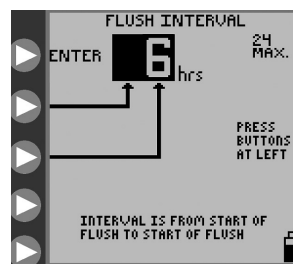 FLUSH INTERVAL
ENTER 6 hrs
24 MAX.
PRESS
BUTTONS
AT LEFT
INTERVAL IS FROM START OF
FLUSH TO START OF FLUSH